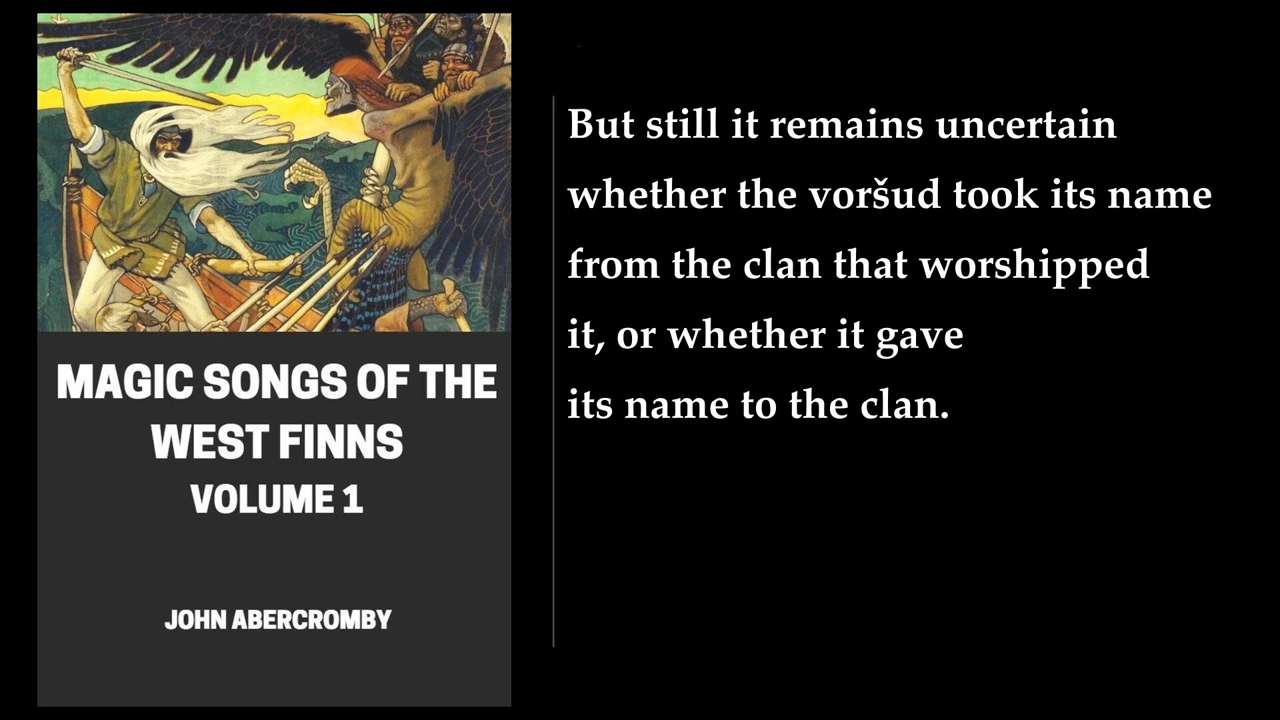 MAGIC SONGS OF THE
WEST FINNS
VOLUME 1
JOHN ABERCROMBY
But still it remains uncertain
whether the voršud took its name
from the clan that worshipped
it, or whether it gave
its name to the clan.